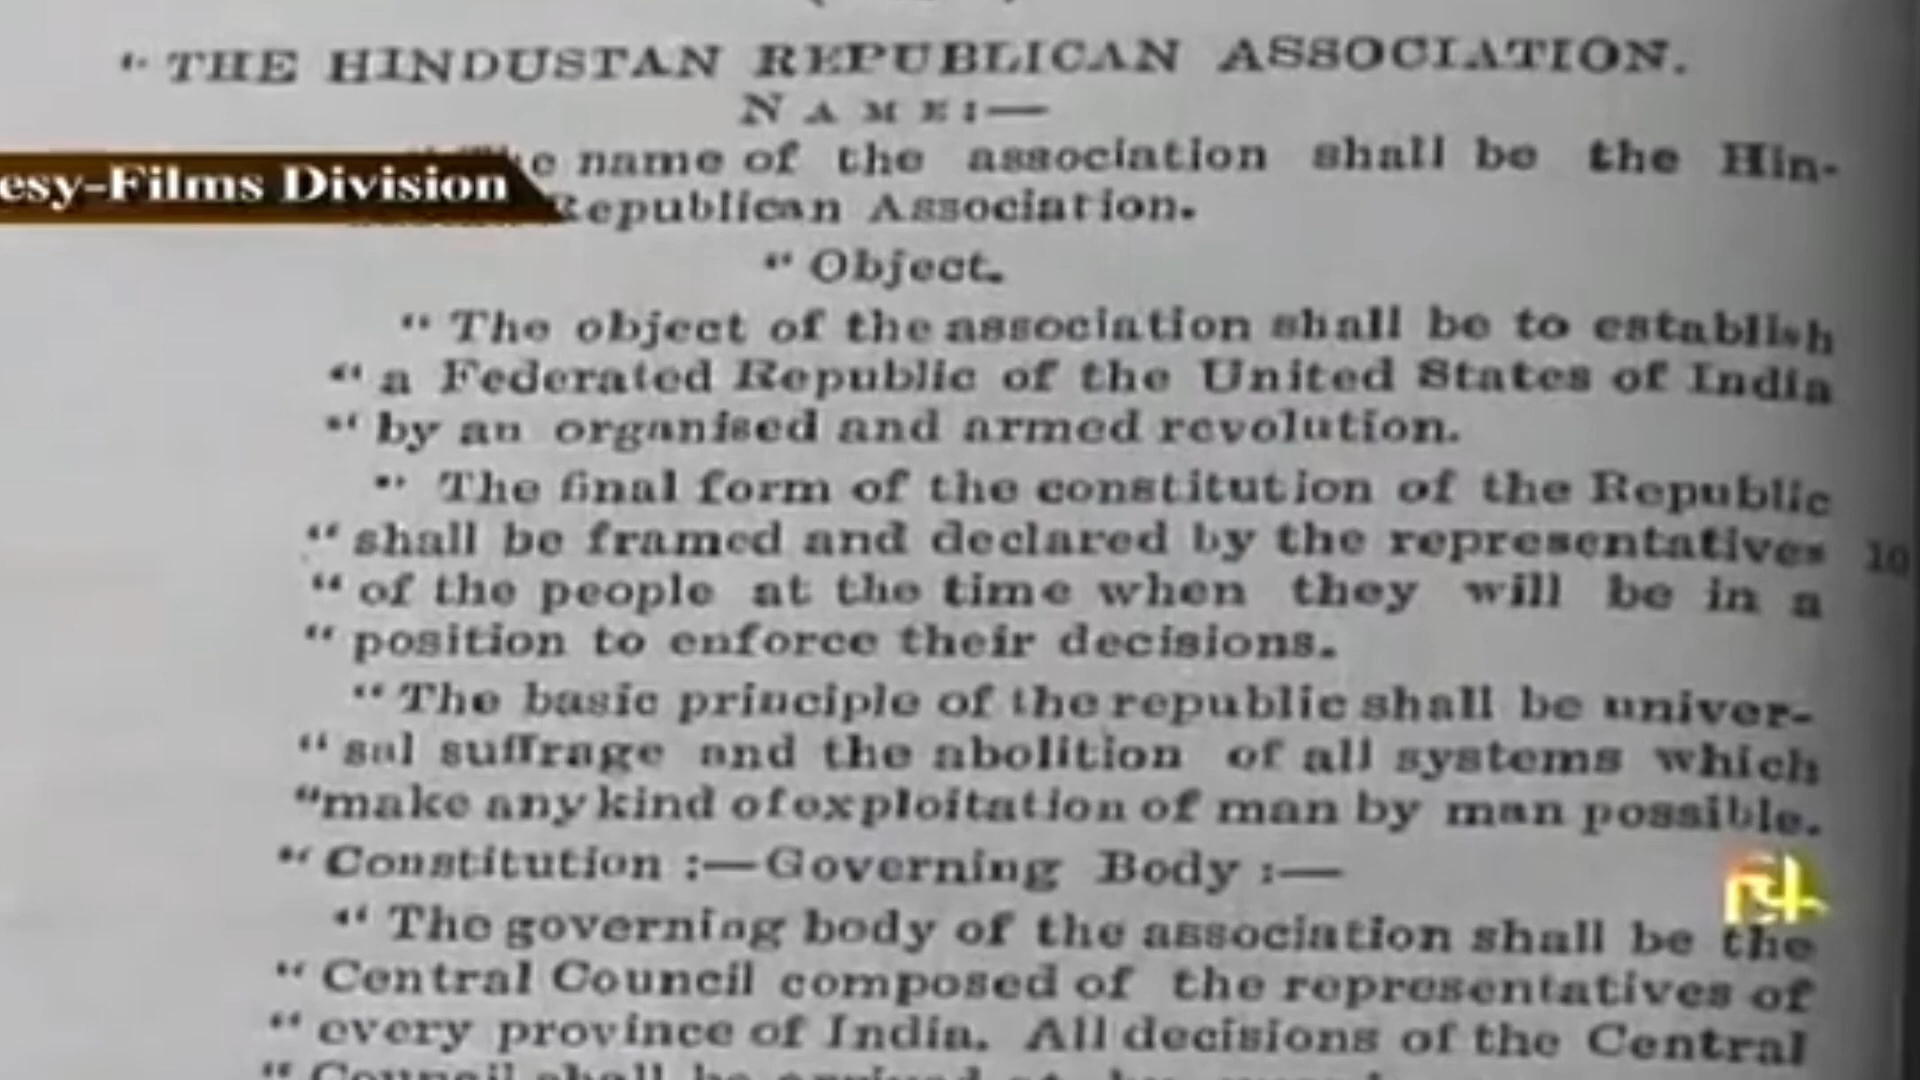 " THE HINDUSTAN REPUBLICAN ASSOCIATION.
NAME:—
name of the association shall be the Hin-
esy-Films Division
Republican Association.
" Object.
" The object of the association shall be to establish
" a Federated Republic of the United States of India
" by an organised and armed revolution.
" The final form of the constitution of the Republic
" shall be framed and declared by the representatives 10
" of the people at the time when they will be in a
" position to enforce their decisions.
" The basic principle of the republic shall be univer-
" sal suffrage and the abolition of all systems which
"make any kind of exploitation of man by man possible.
" Constitution :—Governing Body :—
" The governing body of the association shall be the
" Central Council composed of the representatives of
" every province of India. All decisions of the Central
" Council shall be arrived at by